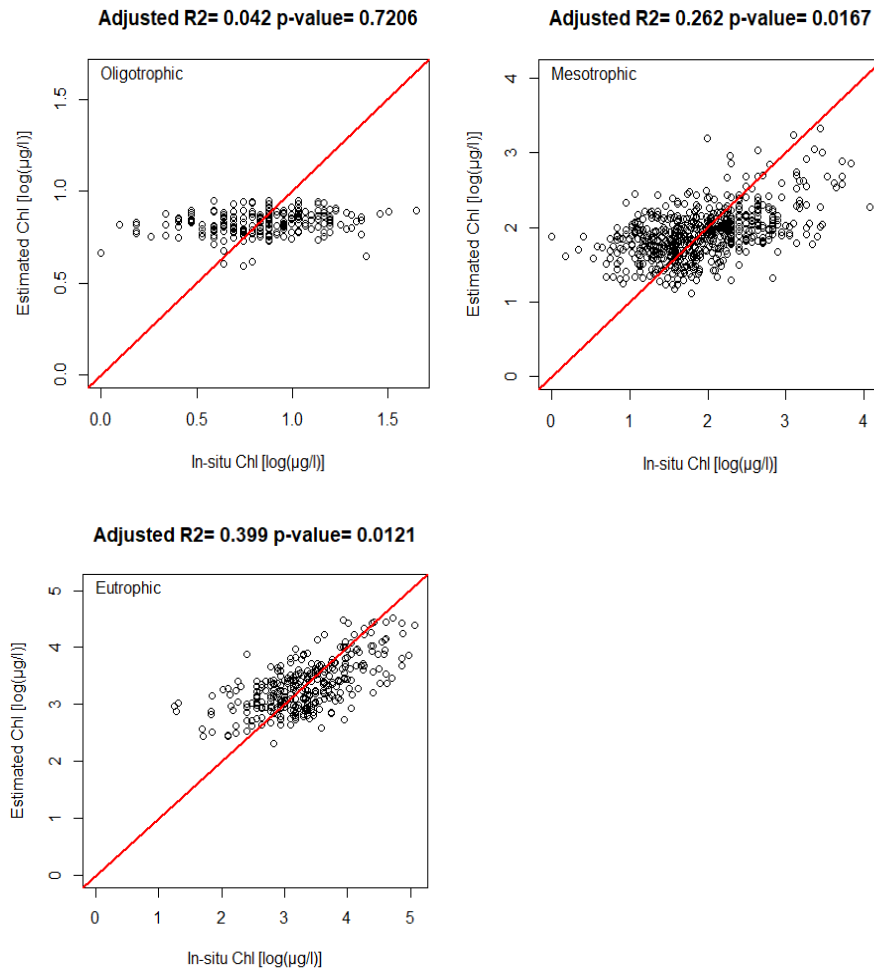 Adjusted R2= 0.042 p-value= 0.7206
Oligotrophic
Estimated Chl [log(µg/l)]
1.5
1.0
0.5
0.0
0.0 0.5 1.0 1.5
In-situ Chl [log(µg/l)]
Adjusted R2= 0.262 p-value= 0.0167
Mesotrophic
Estimated Chl [log(µg/l)]
4
3
2
1
0
0 1 2 3 4
In-situ Chl [log(µg/l)]
Adjusted R2= 0.399 p-value= 0.0121
Eutrophic
Estimated Chl [log(µg/l)]
5
4
3
2
1
0
0 1 2 3 4 5
In-situ Chl [log(µg/l)]